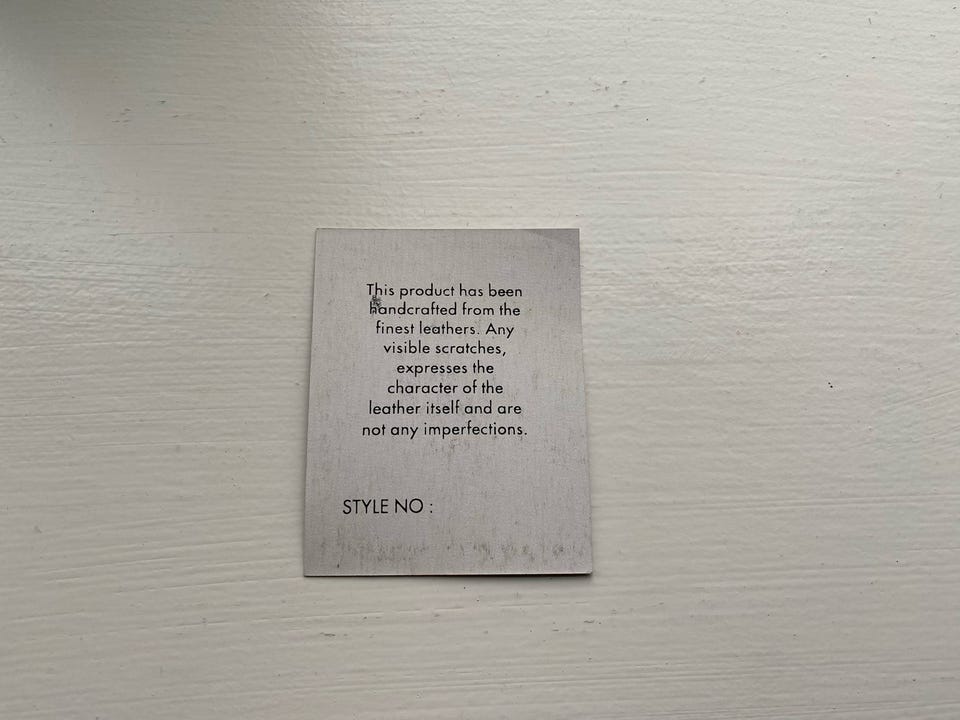 This product has been
handcrafted from the
finest leathers. Any
visible scratches,
expresses the
character of the
leather itself and are
not any imperfections.
STYLE NO :